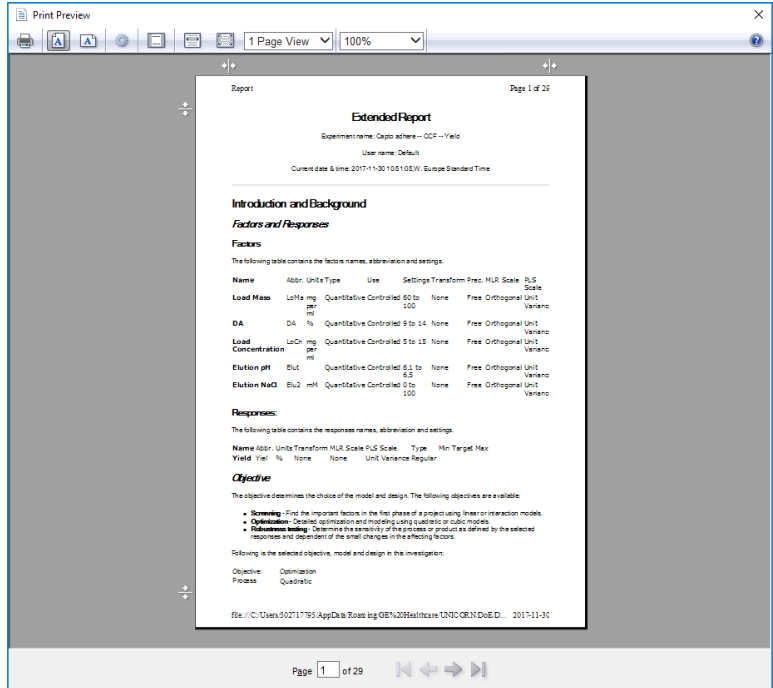 Print Preview
1 Page View 100%
Report Page 1 of 29
Extended Report
Experiment name: Capto adhere -- CCF -- Yield
User name: Default
Current date & time: 2017-11-30 10:51:05,W. Europe Standard Time
Introduction and Background
Factors and Responses
Factors
The following table contains the factors names, abbreviation and settings.
Name Abbr. Units Type Use Settings Transform Prec. MLR Scale PLS
Scale
Load Mass LoMa mg Quantitative Controlled 60 to None Free Orthogonal Unit
per 100 Varianc
ml
DA DA % Quantitative Controlled 9 to 14 None Free Orthogonal Unit
Varianc
Load LoCn mg Quantitative Controlled 5 to 15 None Free Orthogonal Unit
Concentration per Varianc
ml
Elution pH Elut Quantitative Controlled 6,1 to None Free Orthogonal Unit
6,5 Varianc
Elution NaCl Elu2 mM Quantitative Controlled 0 to None Free Orthogonal Unit
100 Varianc
Responses:
The following table contains the responses names, abbreviation and settings.
Name Abbr. Units Transform MLR Scale PLS Scale Type Min Target Max
Yield Yiel % None None Unit Variance Regular
Objective
The objective determines the choice of the model and design. The following objectives are available:
• Screening - Find the important factors in the first phase of a project using linear or interaction models.
• Optimization - Detailed optimization and modeling using quadratic or cubic models.
• Robustness testing - Determine the sensitivity of the process or product as defined by the selected
responses and dependent of the small changes in the affecting factors.
Following is the selected objective, model and design in this investigation:
Objective: Optimization
Process Quadratic
file:///C:/Users/502717795/AppData/Roaming/GE%20Healthcare/UNICORN/DoE/D... 2017-11-30
Page 1 of 29